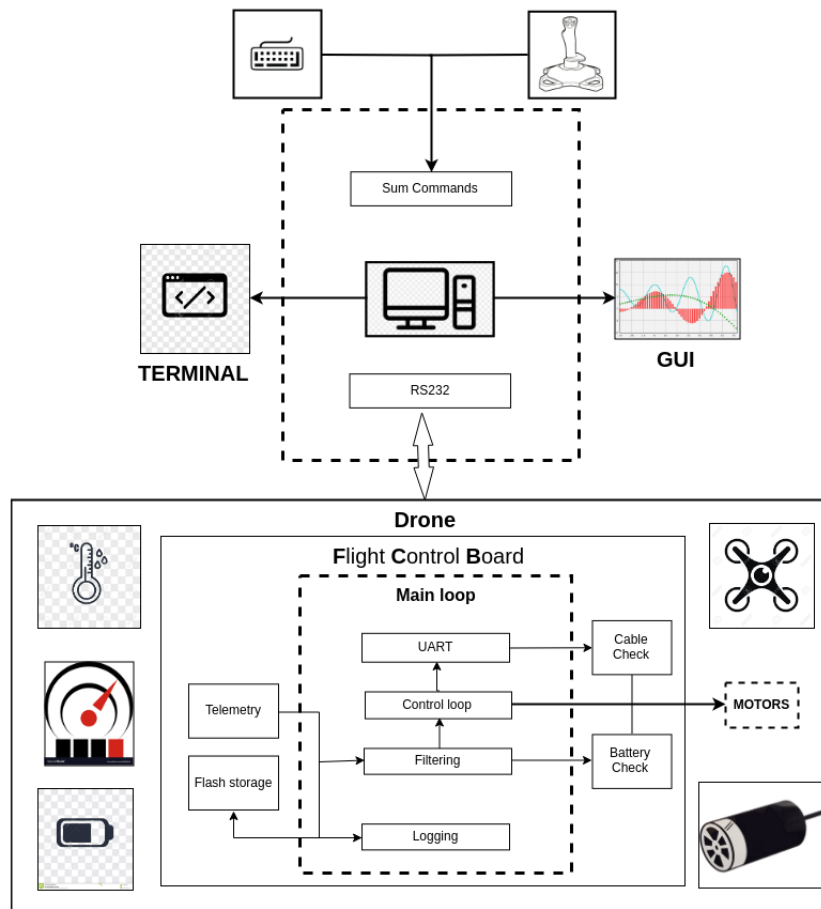 Sum Commands
TERMINAL
GUI
RS232
Drone
Flight Control Board
Main loop
UART
Cable
Check
Telemetry
Control loop
MOTORS
Flash storage
Filtering
Battery
Check
Logging
°C